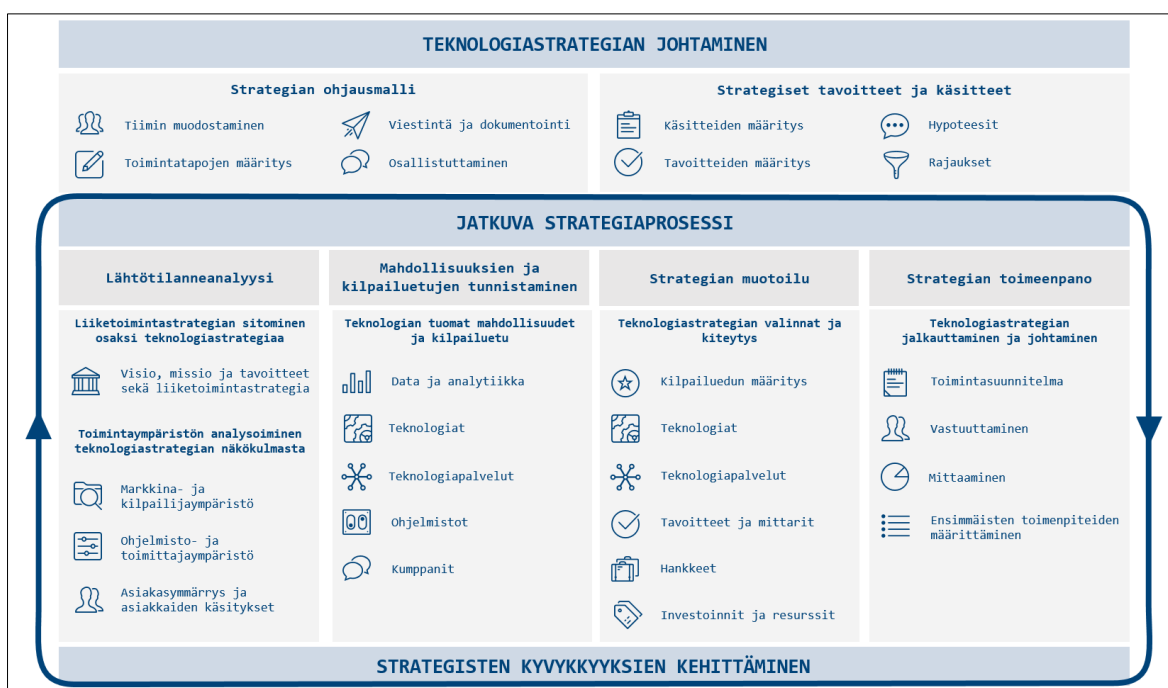 TEKNOLOGIASTRATEGIAN JOHTAMINEN
Strategian ohjausmalli
Tiimin muodostaminen
Viestintä ja dokumentointi
Toimintatapojen määritys
Osallistuttaminen
Strategiset tavoitteet ja käsitteet
Käsitteiden määritys
Hypoteesit
Tavoitteiden määritys
Rajaukset
JATKUVA STRATEGIAPROSESSI
Lähtötilanneanalyysi
Liiketoimintastrategian sitominen
osaksi teknologiastrategiaa
Visio, missio ja tavoitteet
sekä liiketoimintastrategia
Toimintaympäristön analysoiminen
teknologiastrategian näkökulmasta
Markkina- ja
kilpailijaympäristö
Ohjelmisto- ja
toimittajaympäristö
Asiakasymmärrys ja
asiakkaiden käsitykset
Mahdollisuuksien ja
kilpailuetujen tunnistaminen
Teknologian tuomat mahdollisuudet
ja kilpailuetu
Data ja analytiikka
Teknologiat
Teknologiapalvelut
Ohjelmistot
Kumppanit
Strategian muotoilu
Teknologiastrategian valinnat ja
kiteytys
Kilpailuedun määritys
Teknologiat
Teknologiapalvelut
Tavoitteet ja mittarit
Hankkeet
Investoinnit ja resurssit
Strategian toimeenpano
Teknologiastrategian
jalkauttaminen ja johtaminen
Toimintasuunnitelma
Vastuuttaminen
Mittaaminen
Ensimmäisten toimenpiteiden
määrittäminen
STRATEGISTEN KYVYKKYYKSIEN KEHITTÄMINEN